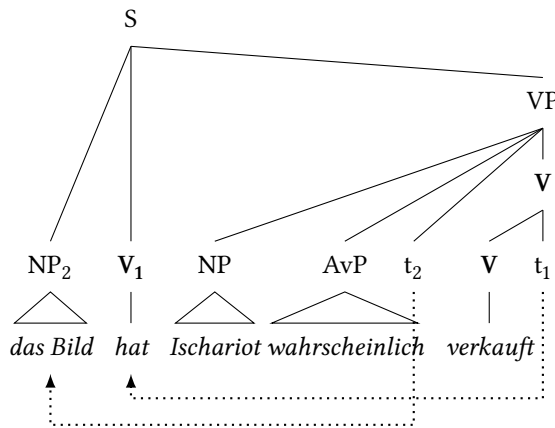 S
VP
V
NP₂ V₁ NP AvP t₂ V t₁
das Bild hat Ischariot wahrscheinlich verkauft